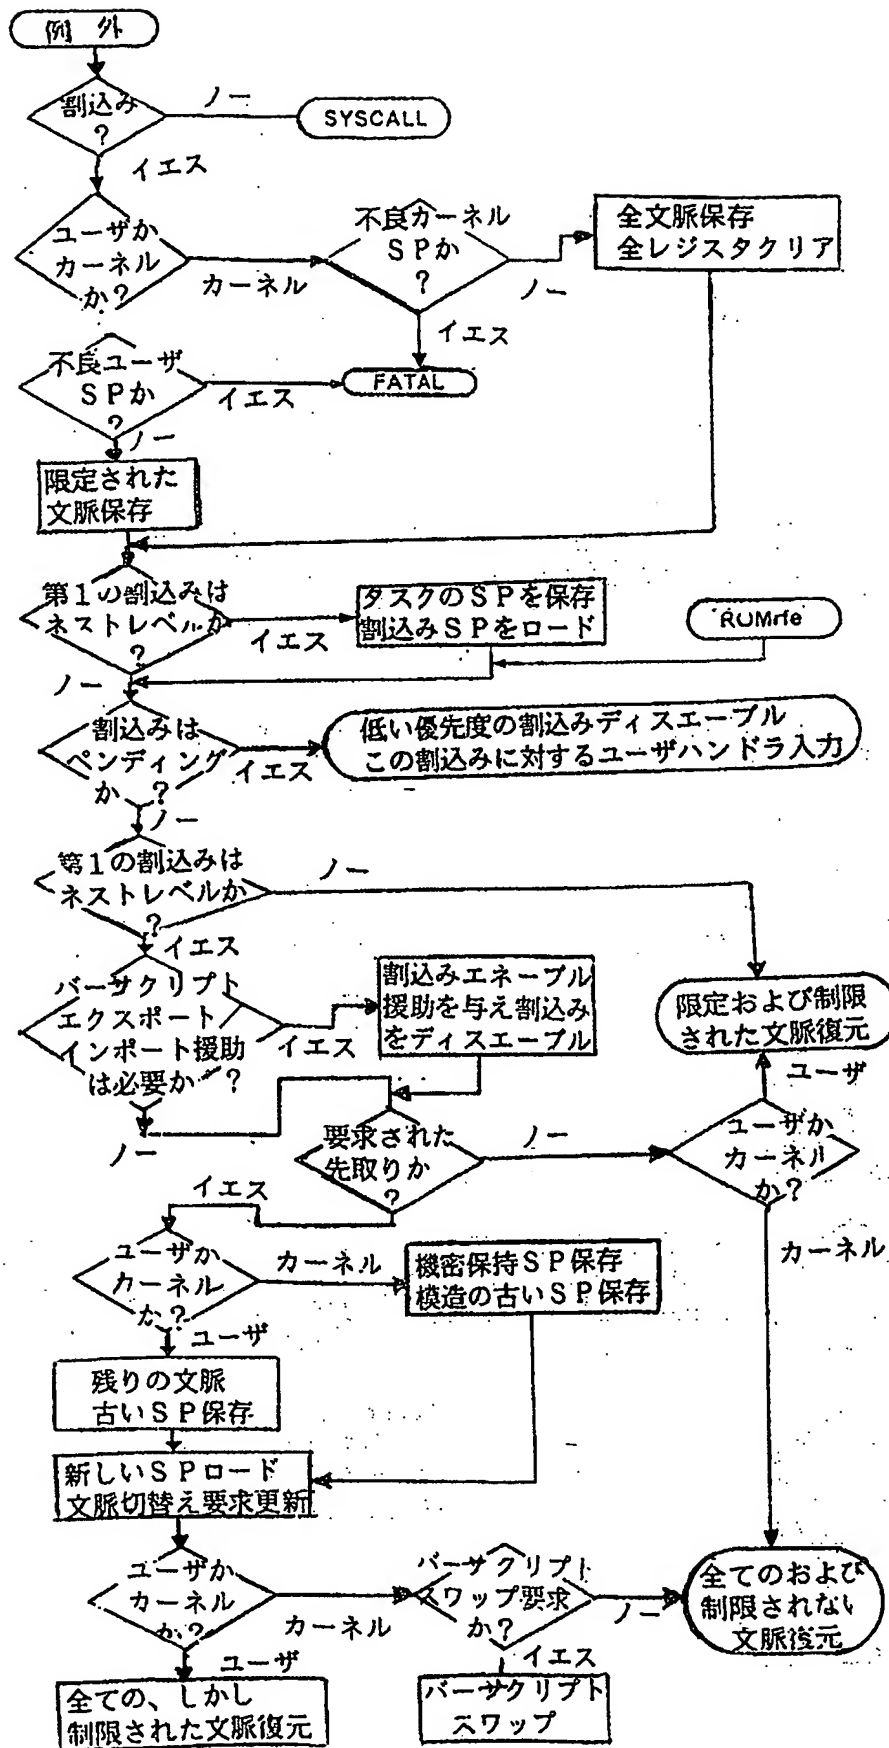 例 外
割込み
?
ノー
SYSCALL
イエス
ユーザか
カーネル
か?
カーネル
不良カーネル
SPか
?
ノー
全文脈保存
全レジスタクリア
イエス
FATAL
不良ユーザ
SPか
?
イエス
ノー
限定された
文脈保存
第1の割込みは
ネストレベルか
?
イエス
タスクのSPを保存
割込みSPをロード
ROMrfe
ノー
割込みは
ペンディング
か?
イエス
低い優先度の割込みディスエーブル
この割込みに対するユーザハンドラ入力
ノー
第1の割込みは
ネストレベルか
?
ノー
イエス
バーサクリプト
エクスポート
インポート援助
は必要か ?
イエス
割込みエネーブル
援助を与え割込み
をディスエーブル
限定および制限
された文脈復元
ユーザ
ノー
要求された
先取りか
?
ノー
ユーザか
カーネル
か?
イエス
カーネル
ユーザか
カーネル
か?
カーネル
機密保持SP保存
模造の古いSP保存
ユーザ
残りの文脈
古いSP保存
新しいSPロード
文脈切替え要求更新
ユーザか
カーネル
か?
カーネル
バーサクリプト
スワップ要求
か?
ノー
全てのおよび
制限されない
文脈復元
ユーザ
イエス
全ての、しかし
制限された文脈復元
バーサクリプト
スワップ